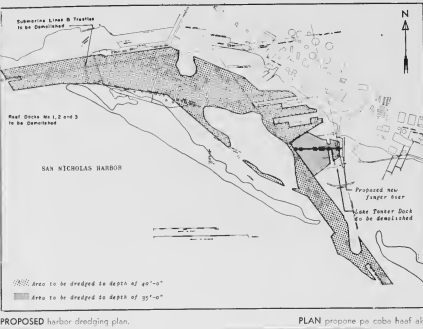 Submarine Lines & Trestles
to be Demolished
N
Reef Docks No 1, 2 and 3
to be Demolished
SAN NICHOLAS HARBOR
Proposed new
finger pier
Lake Tanker Dock
to be demolished
Area to be dredged to depth of 40'-0"
Area to be dredged to depth of 35'-0"
PROPOSED harbor dredging plan.
PLAN propone pa coba haaf